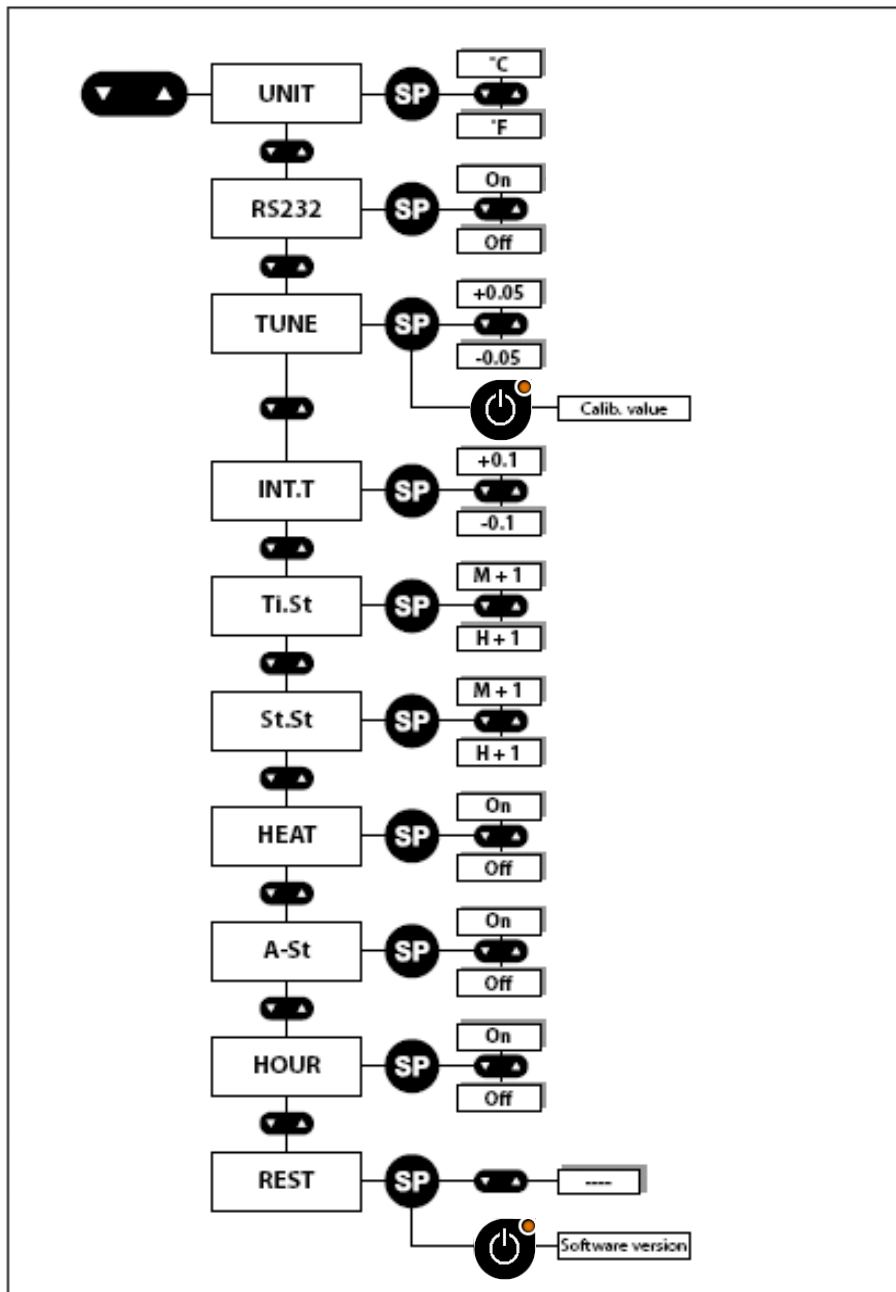 UNIT SP °C
°F
RS232 SP On
Off
TUNE SP +0.05
-0.05
Calib. value
INT.T SP +0.1
-0.1
Ti.St SP M + 1
H + 1
St.St SP M + 1
H + 1
HEAT SP On
Off
A-St SP On
Off
HOUR SP On
Off
REST SP ----
Software version